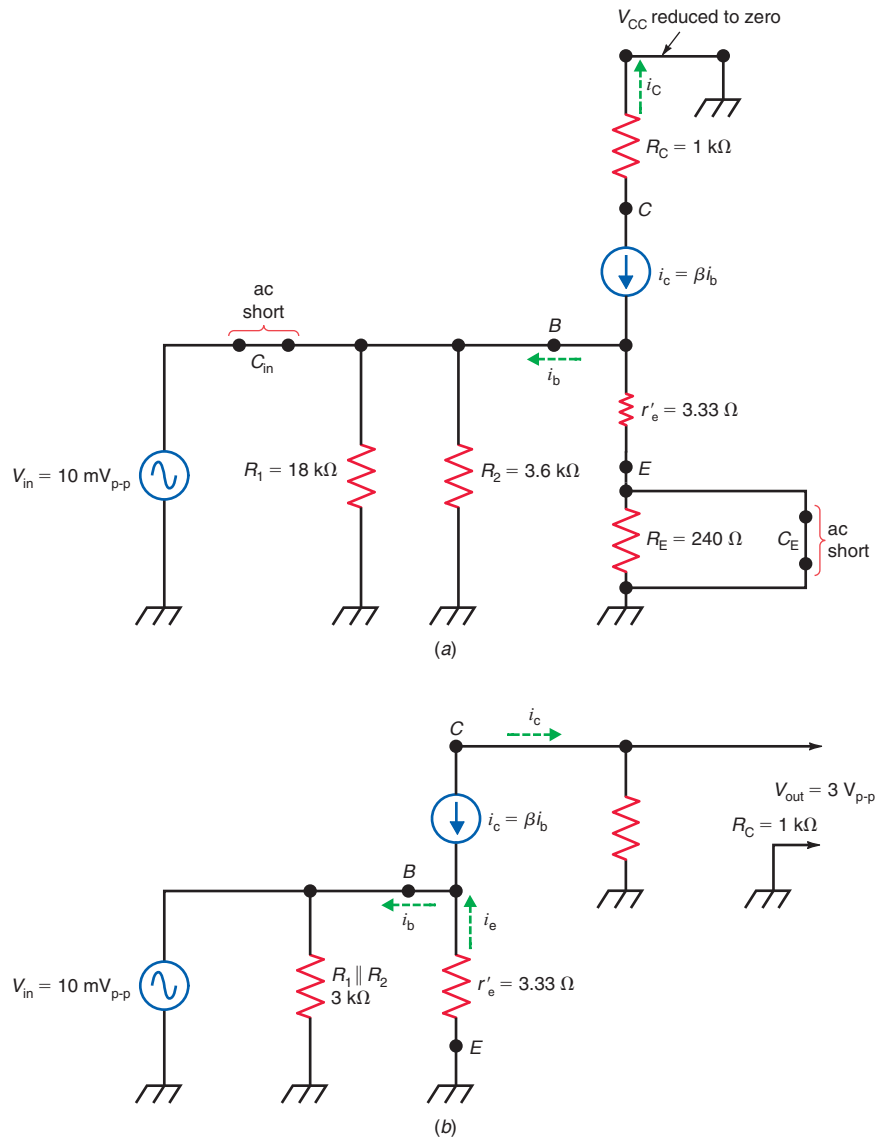 V_CC reduced to zero
i_C
R_C = 1 kΩ
C
i_c = βi_b
ac
short
C_in
B
i_b
r'_e = 3.33 Ω
V_in = 10 mV_p-p
R_1 = 18 kΩ
R_2 = 3.6 kΩ
E
R_E = 240 Ω
C_E
ac
short
(a)
i_c
C
V_out = 3 V_p-p
R_C = 1 kΩ
i_c = βi_b
B
i_b
i_e
V_in = 10 mV_p-p
R_1 ∥ R_2
3 kΩ
r'_e = 3.33 Ω
E
(b)